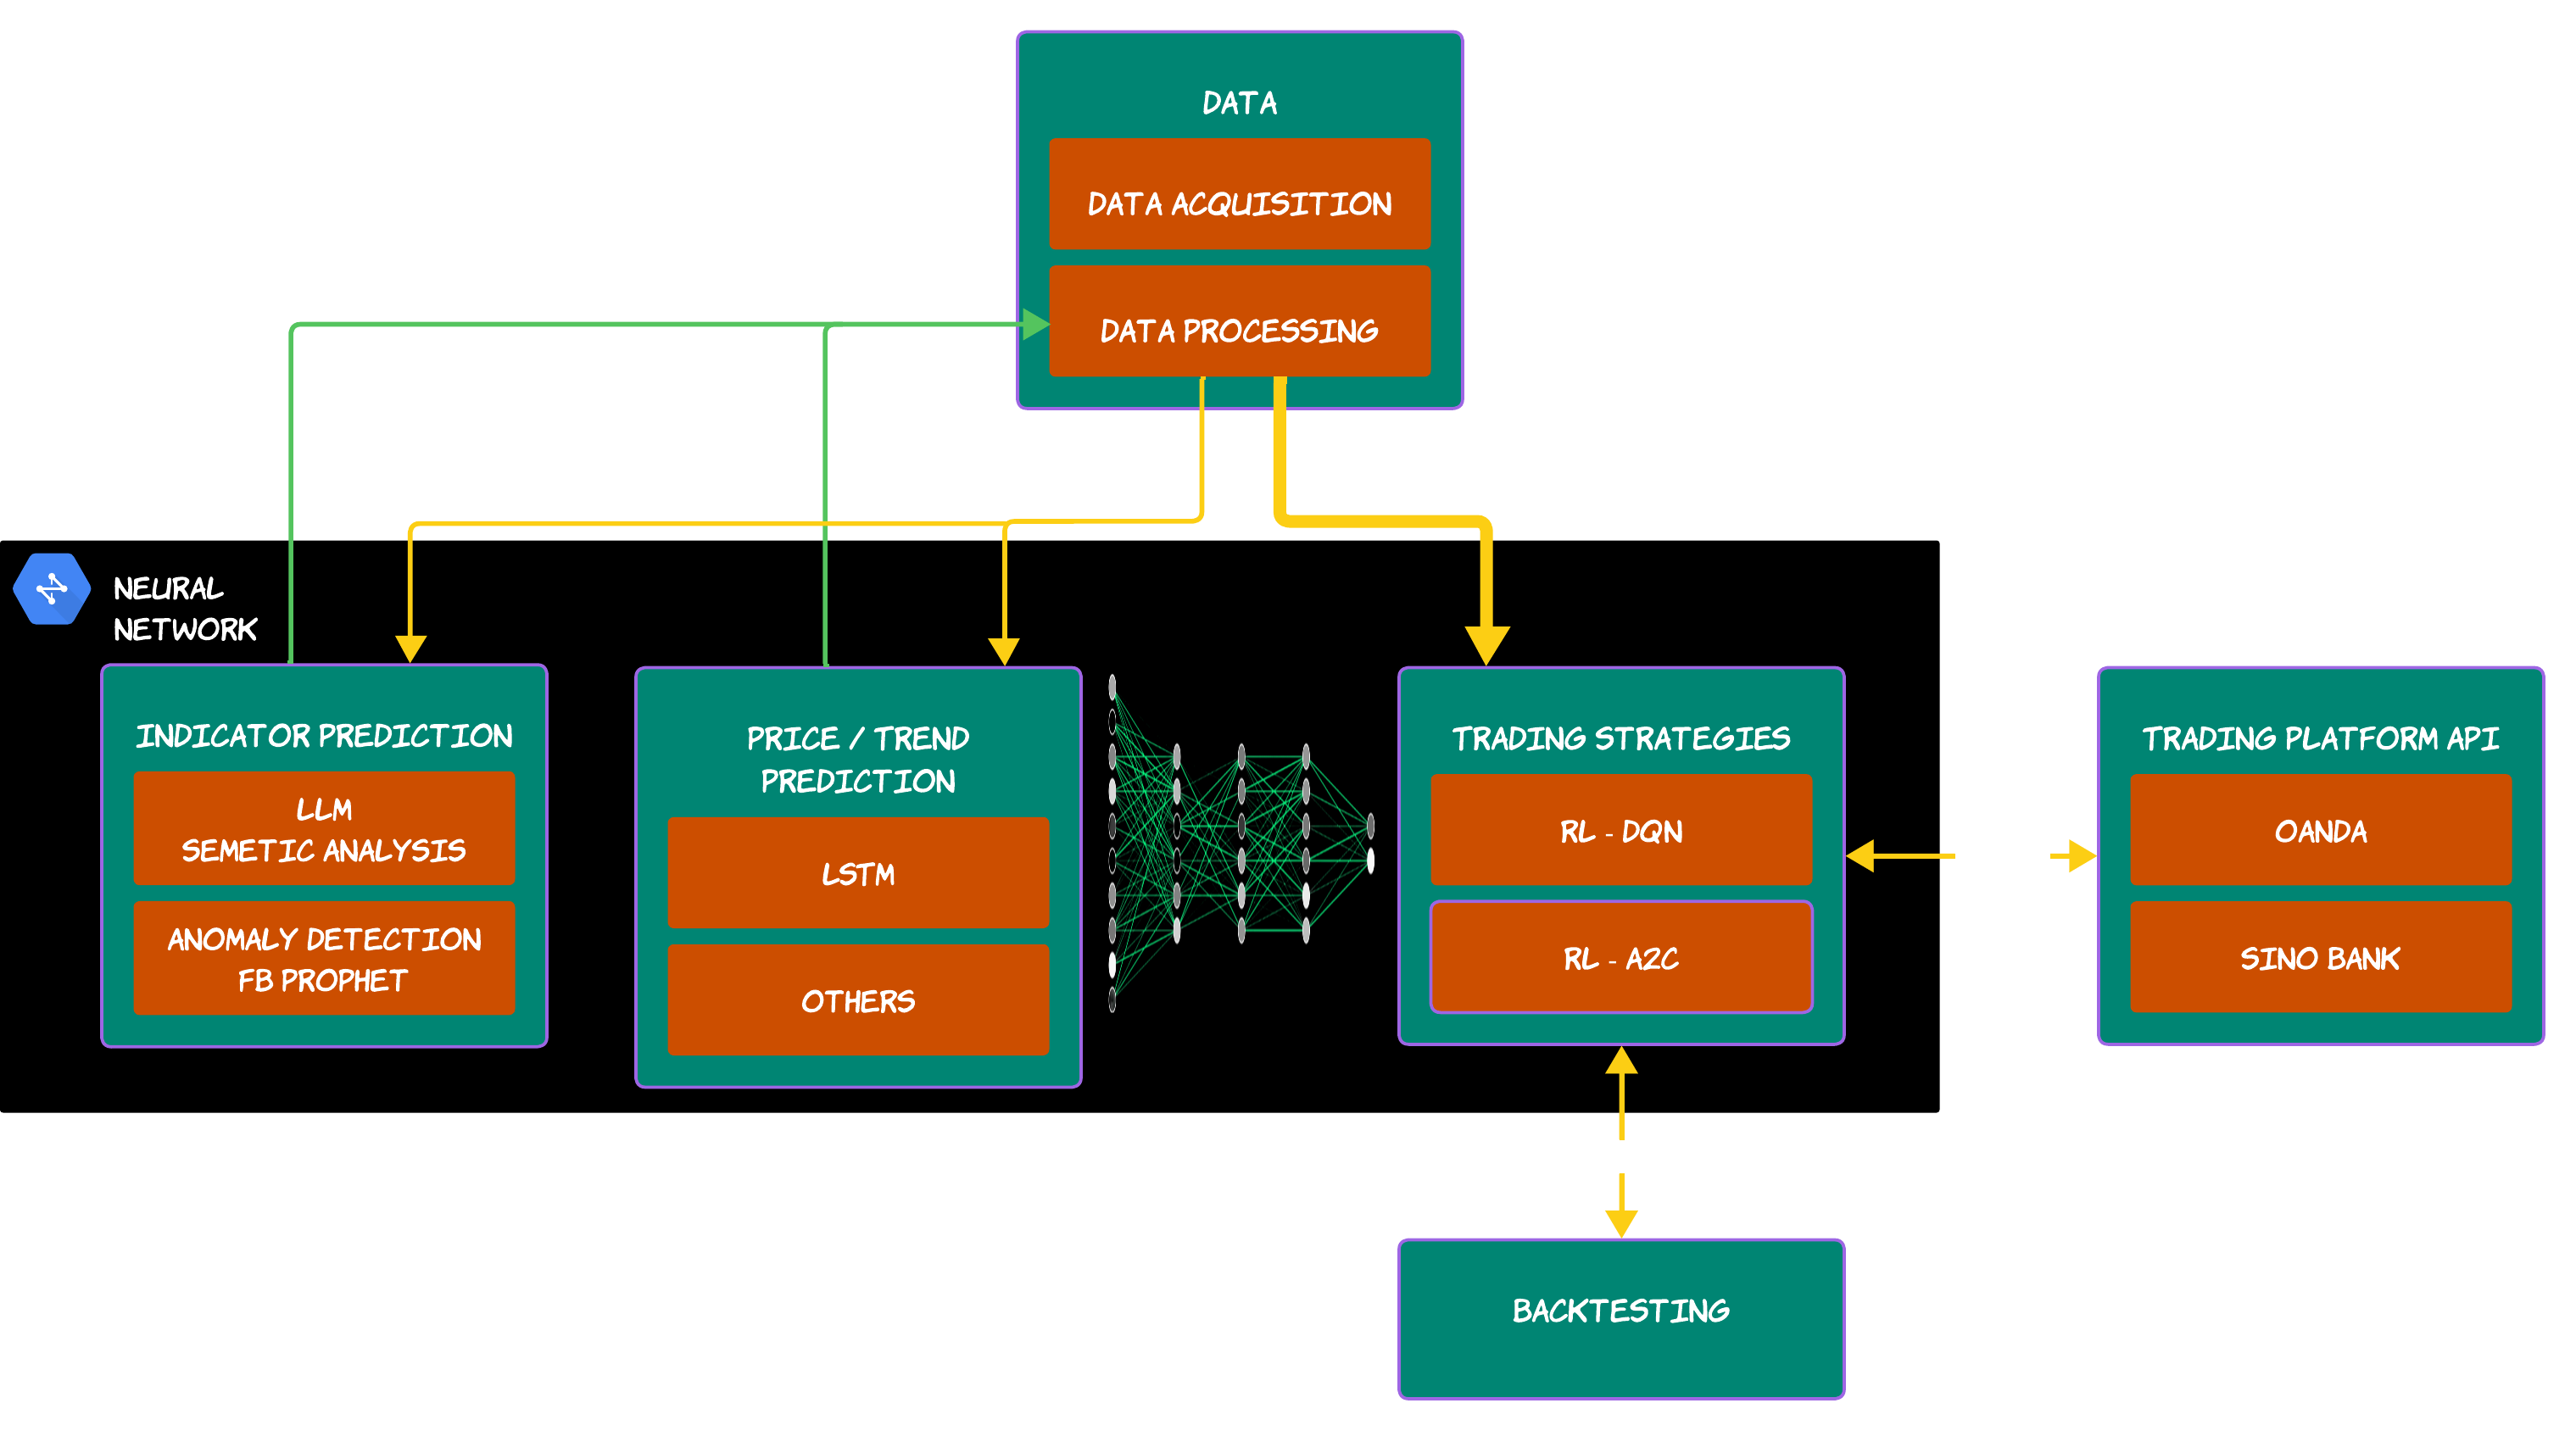 DATA
DATA ACQUISITION
DATA PROCESSING
NEURAL
NETWORK
INDICATOR PREDICTION
LLM
SEMETIC ANALYSIS
ANOMALY DETECTION
FB PROPHET
PRICE / TREND
PREDICTION
LSTM
OTHERS
TRADING STRATEGIES
RL - DQN
RL - A2C
TRADING PLATFORM API
OANDA
SINO BANK
BACKTESTING